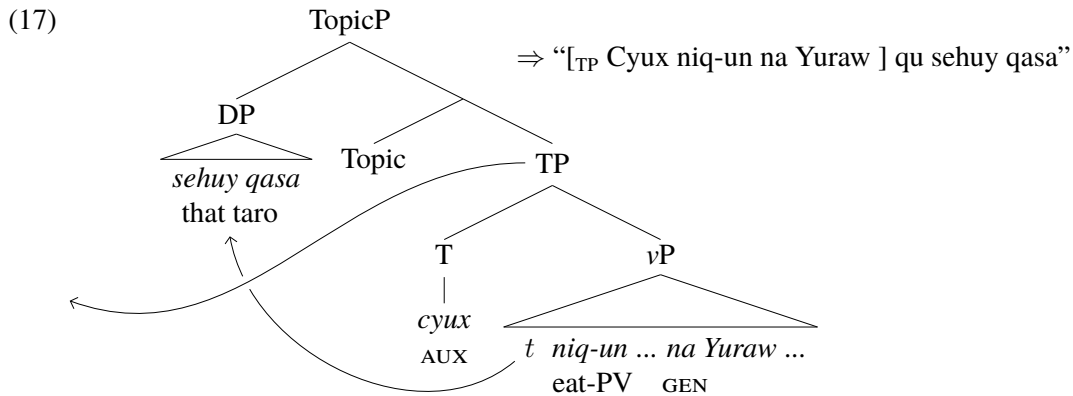 (17) TopicP
⇒ “[TP Cyux niq-un na Yuraw ] qu sehuy qasa”
DP
Topic TP
sehuy qasa
that taro
T vP
cyux
AUX
t niq-un ... na Yuraw ...
eat-PV GEN